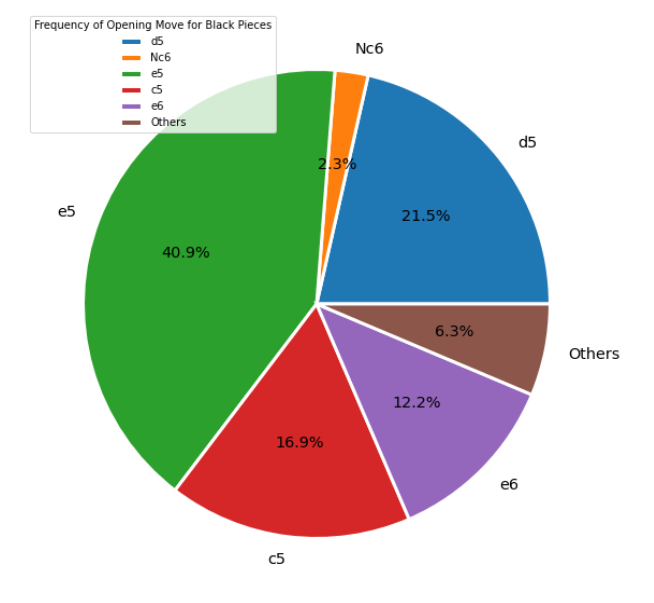 Frequency of Opening Move for Black Pieces
d5
Nc6
e5
c5
e6
Others
Nc6
d5
2.3%
21.5%
e5
40.9%
6.3%
Others
12.2%
16.9%
e6
c5